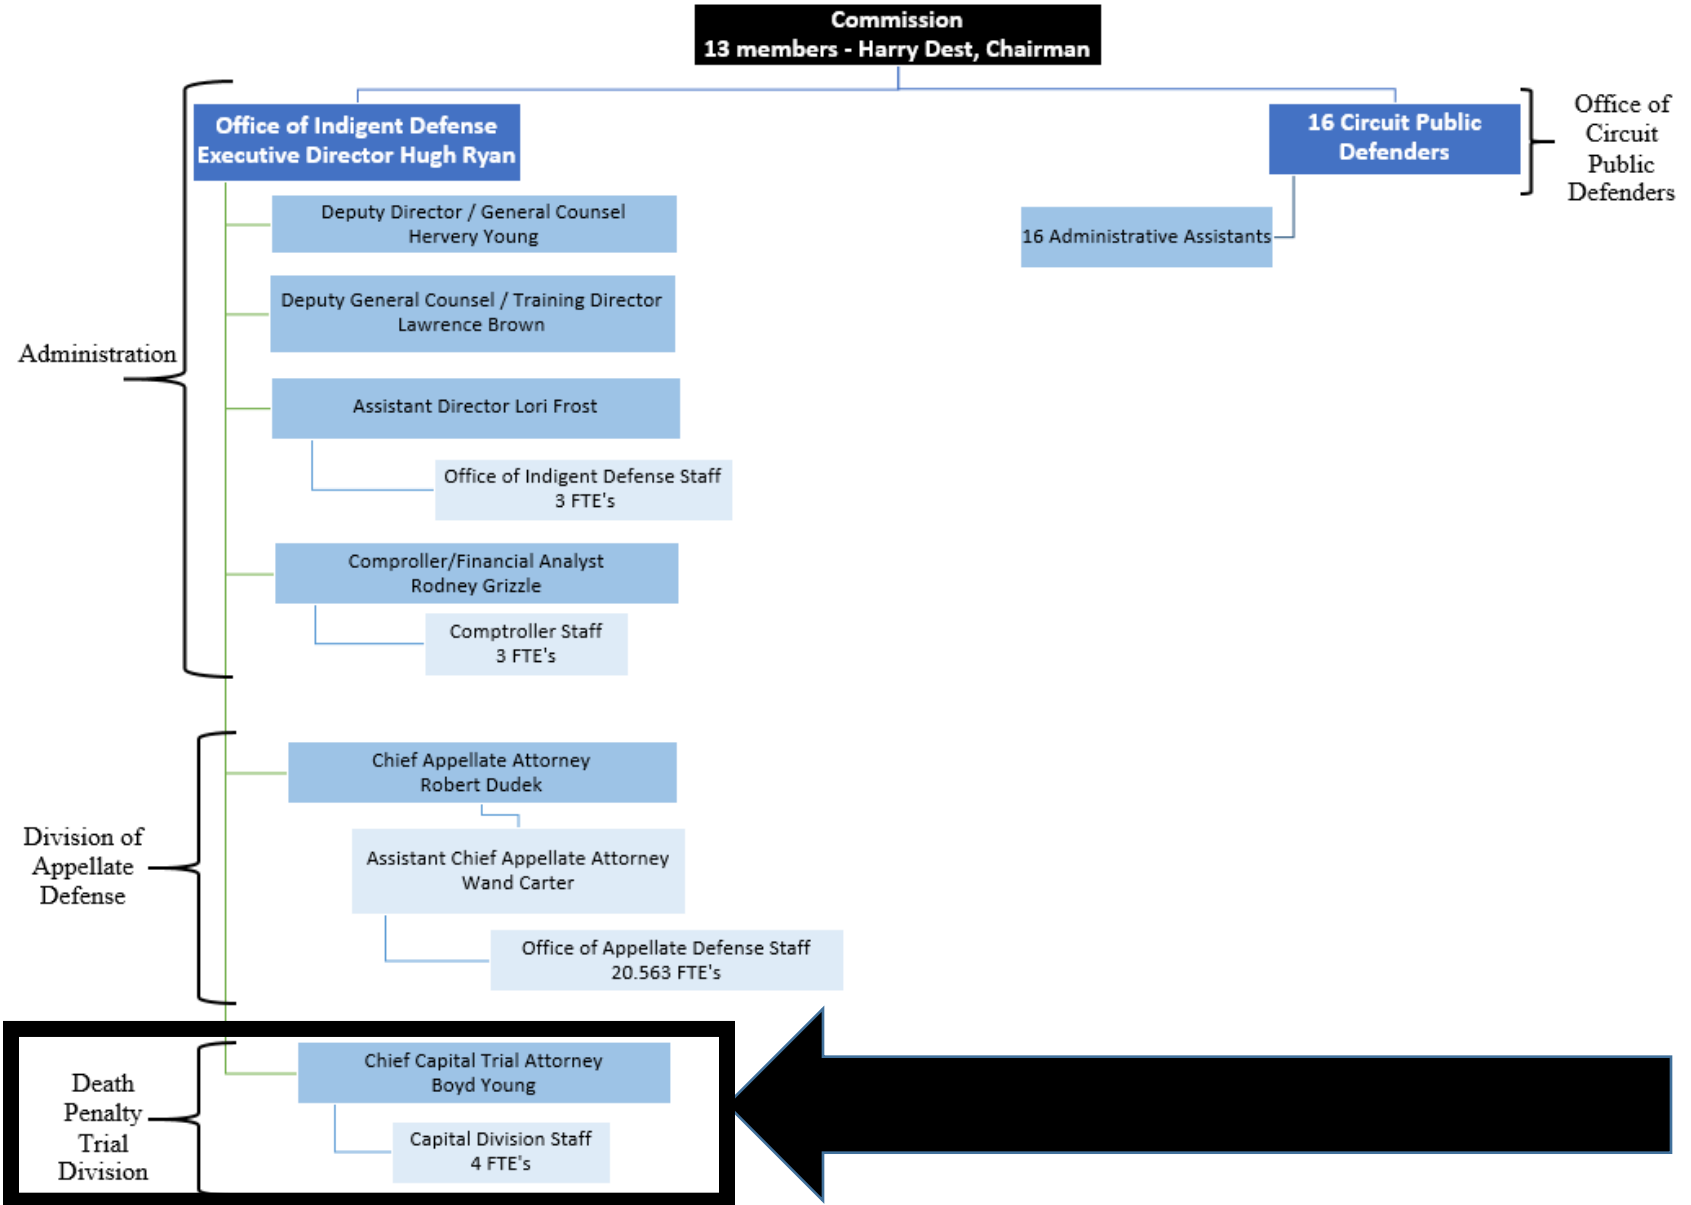 Commission
13 members - Harry Dest, Chairman
Office of Indigent Defense
Executive Director Hugh Ryan
16 Circuit Public
Defenders
Office of
Circuit
Public
Defenders
Deputy Director / General Counsel
Hervery Young
16 Administrative Assistants
Deputy General Counsel / Training Director
Lawrence Brown
Administration
Assistant Director Lori Frost
Office of Indigent Defense Staff
3 FTE's
Comproller/Financial Analyst
Rodney Grizzle
Comptroller Staff
3 FTE's
Chief Appellate Attorney
Robert Dudek
Division of
Appellate
Defense
Assistant Chief Appellate Attorney
Wand Carter
Office of Appellate Defense Staff
20.563 FTE's
Death
Penalty
Trial
Division
Chief Capital Trial Attorney
Boyd Young
Capital Division Staff
4 FTE's